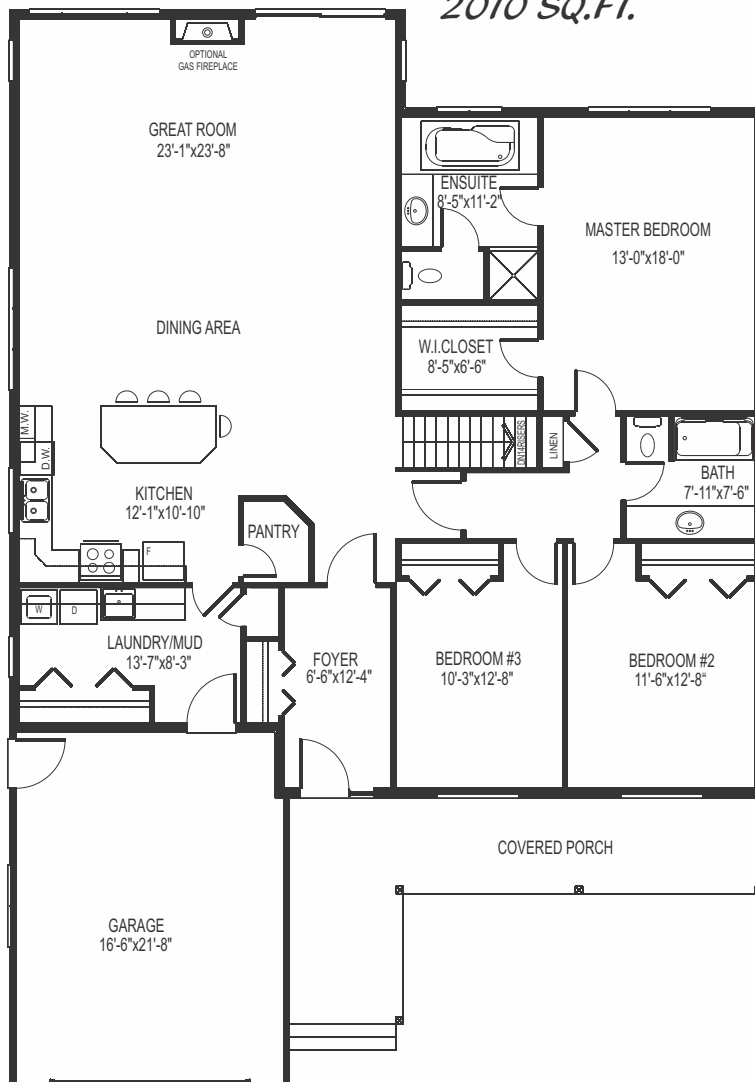 2010 SQ.FT.
OPTIONAL
GAS FIREPLACE
GREAT ROOM
23'-1"x23'-8"
ENSUITE
8'-5"x11'-2"
MASTER BEDROOM
13'-0"x18'-0"
DINING AREA
W.I.CLOSET
8'-5"x6'-6"
M.W.
D.W.
DN14RISERS
LINEN
BATH
7'-11"x7'-6"
KITCHEN
12'-1"x10'-10"
PANTRY
F
W
D
LAUNDRY/MUD
13'-7"x8'-3"
FOYER
6'-6"x12'-4"
BEDROOM #3
10'-3"x12'-8"
BEDROOM #2
11'-6"x12'-8“
COVERED PORCH
GARAGE
16'-6"x21'-8"